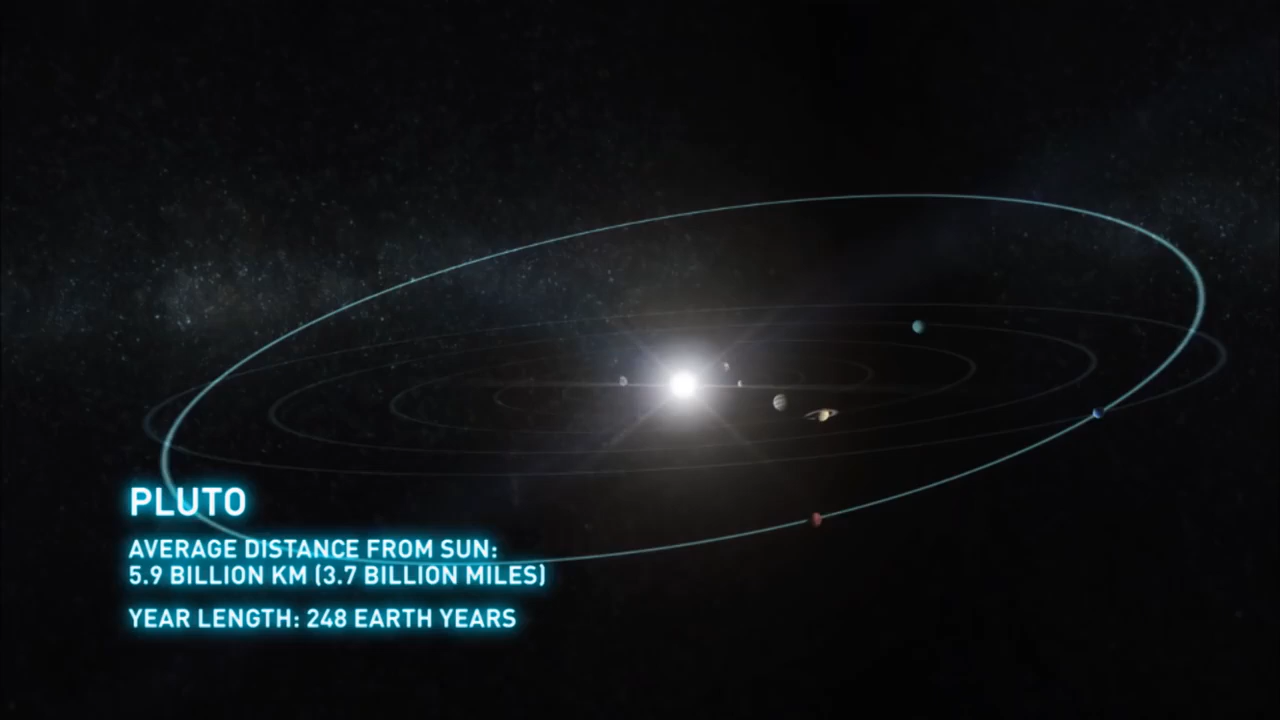 PLUTO
AVERAGE DISTANCE FROM SUN:
5.9 BILLION KM (3.7 BILLION MILES)
YEAR LENGTH: 248 EARTH YEARS